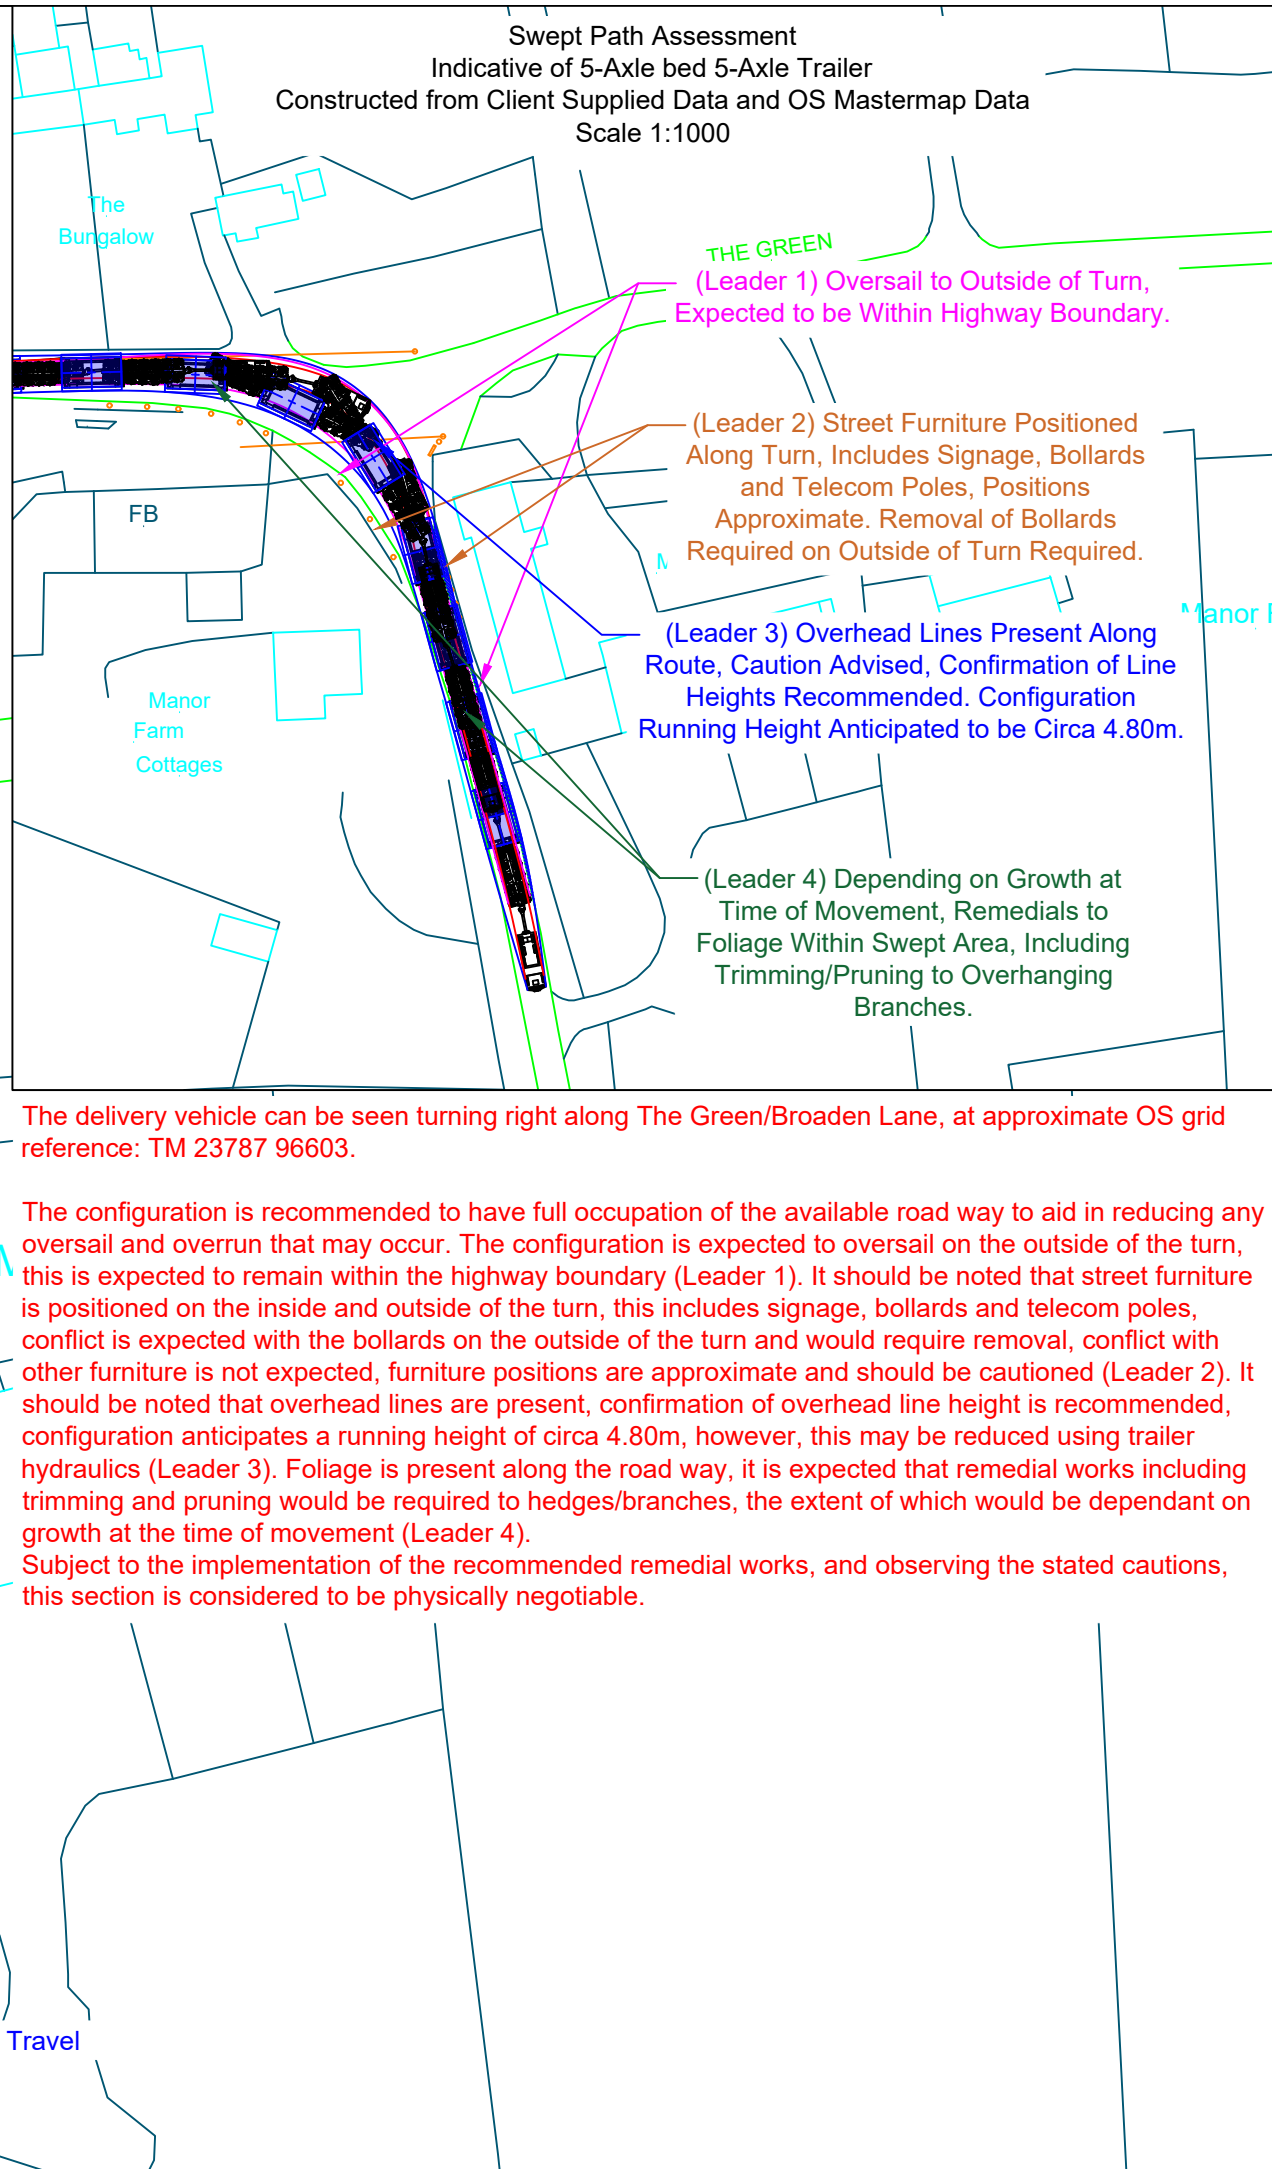 Swept Path Assessment
Indicative of 5-Axle bed 5-Axle Trailer
Constructed from Client Supplied Data and OS Mastermap Data
Scale 1:1000
The
Bungalow
THE GREEN
(Leader 1) Oversail to Outside of Turn,
Expected to be Within Highway Boundary.
(Leader 2) Street Furniture Positioned
Along Turn, Includes Signage, Bollards
and Telecom Poles, Positions
Approximate. Removal of Bollards
Required on Outside of Turn Required.
FB
Manor
(Leader 3) Overhead Lines Present Along
Route, Caution Advised, Confirmation of Line
Heights Recommended. Configuration
Running Height Anticipated to be Circa 4.80m.
Manor
Farm
Cottages
(Leader 4) Depending on Growth at
Time of Movement, Remedials to
Foliage Within Swept Area, Including
Trimming/Pruning to Overhanging
Branches.
The delivery vehicle can be seen turning right along The Green/Broaden Lane, at approximate OS grid
reference: TM 23787 96603.
The configuration is recommended to have full occupation of the available road way to aid in reducing any
oversail and overrun that may occur. The configuration is expected to oversail on the outside of the turn,
this is expected to remain within the highway boundary (Leader 1). It should be noted that street furniture
is positioned on the inside and outside of the turn, this includes signage, bollards and telecom poles,
conflict is expected with the bollards on the outside of the turn and would require removal, conflict with
other furniture is not expected, furniture positions are approximate and should be cautioned (Leader 2). It
should be noted that overhead lines are present, confirmation of overhead line height is recommended,
configuration anticipates a running height of circa 4.80m, however, this may be reduced using trailer
hydraulics (Leader 3). Foliage is present along the road way, it is expected that remedial works including
trimming and pruning would be required to hedges/branches, the extent of which would be dependant on
growth at the time of movement (Leader 4).
Subject to the implementation of the recommended remedial works, and observing the stated cautions,
this section is considered to be physically negotiable.
Travel